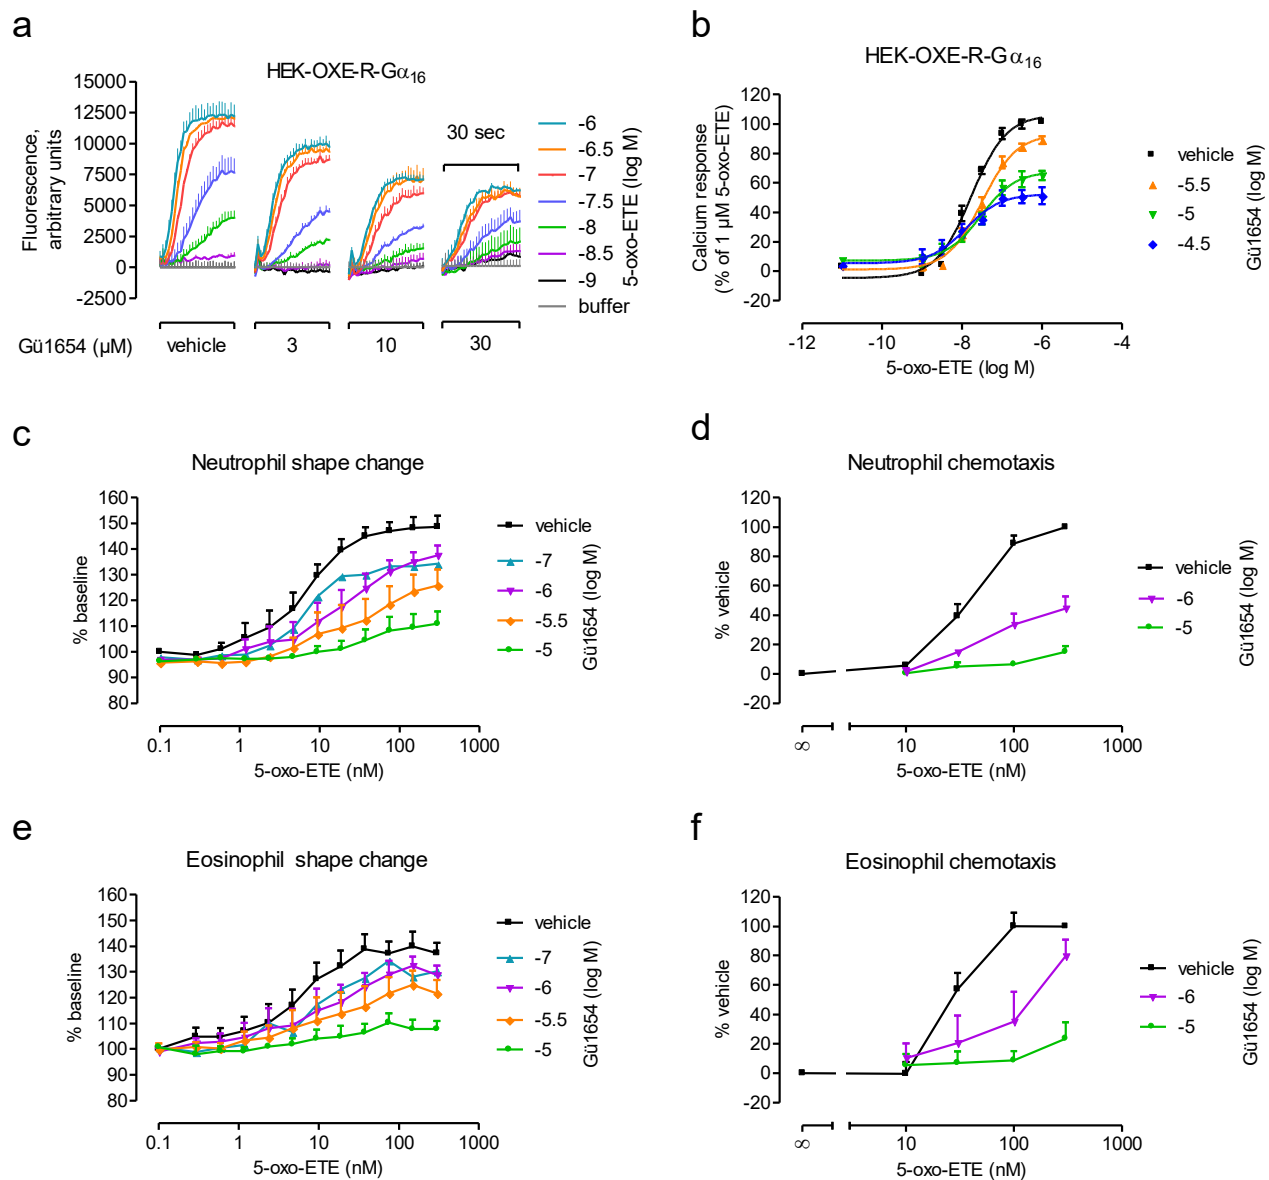 a
HEK-OXE-R-Gα16
15000
12500
10000
7500
5000
2500
0
-2500
Fluorescence,
arbitrary units
30 sec
-6
-6.5
-7
-7.5
-8
-8.5
-9
buffer
5-oxo-ETE (log M)
Gü1654 (µM)
vehicle
3
10
30
b
HEK-OXE-R-Gα16
120
100
80
60
40
20
0
-20
Calcium response
(% of 1 µM 5-oxo-ETE)
-12
-10
-8
-6
-4
5-oxo-ETE (log M)
vehicle
-5.5
-5
-4.5
Gü1654 (log M)
c
Neutrophil shape change
160
150
140
130
120
110
100
90
80
% baseline
0.1
1
10
100
1000
5-oxo-ETE (nM)
vehicle
-7
-6
-5.5
-5
Gü1654 (log M)
d
Neutrophil chemotaxis
120
100
80
60
40
20
0
-20
% vehicle
∞
10
100
1000
5-oxo-ETE (nM)
vehicle
-6
-5
Gü1654 (log M)
e
Eosinophil shape change
160
150
140
130
120
110
100
90
80
% baseline
0.1
1
10
100
1000
5-oxo-ETE (nM)
vehicle
-7
-6
-5.5
-5
Gü1654 (log M)
f
Eosinophil chemotaxis
120
100
80
60
40
20
0
-20
% vehicle
∞
10
100
1000
5-oxo-ETE (nM)
vehicle
-6
-5
Gü1654 (log M)